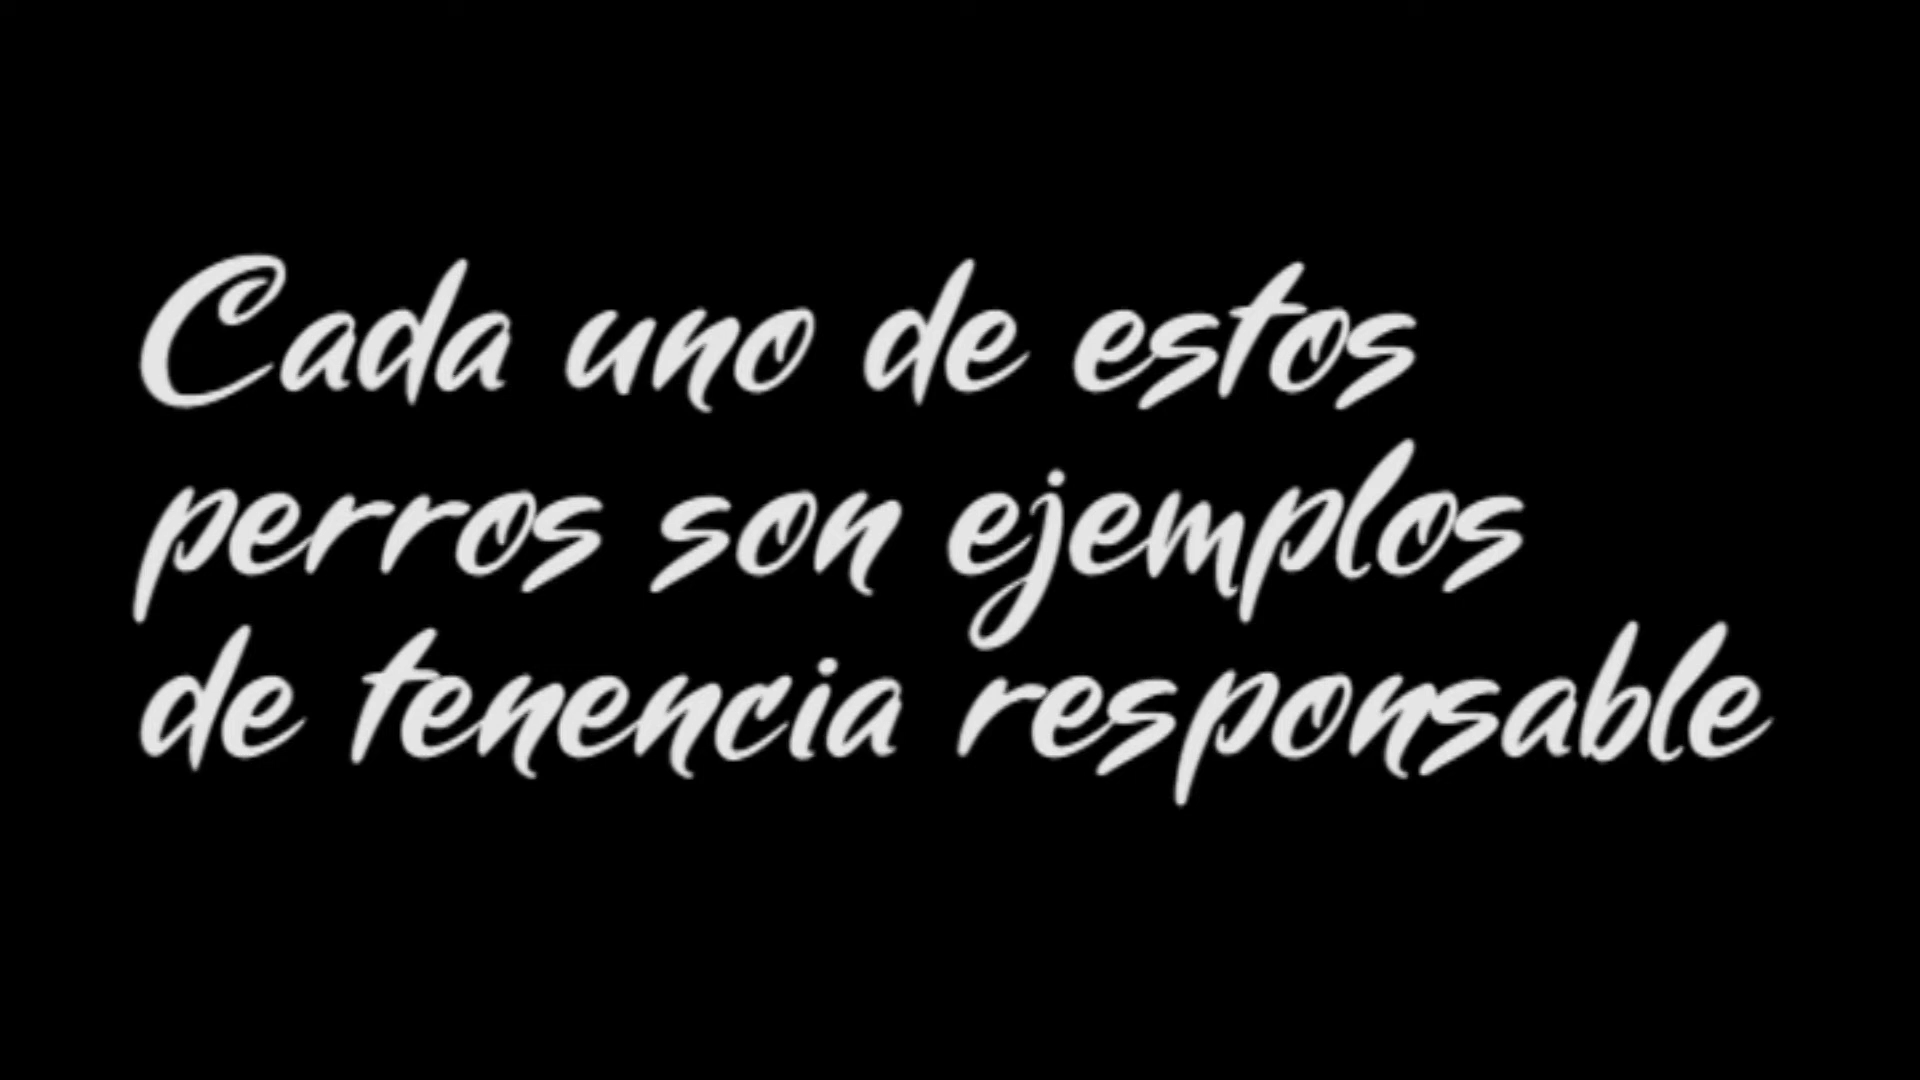 Cada uno de estos
perros son ejemplos
de tenencia responsable